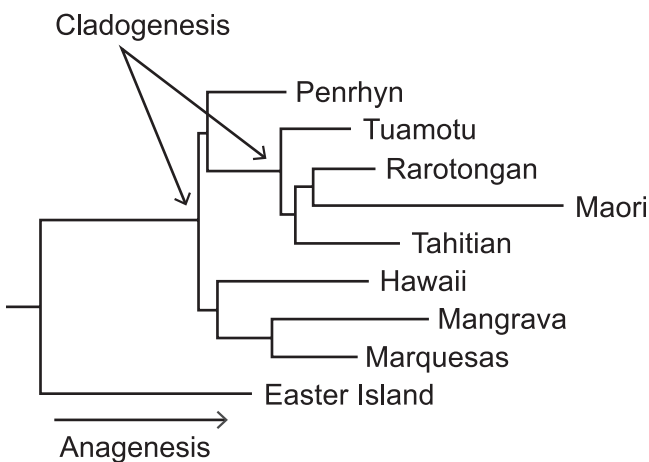 Cladogenesis
Penrhyn
Tuamotu
Rarotongan
Maori
Tahitian
Hawaii
Mangrava
Marquesas
Easter Island
Anagenesis